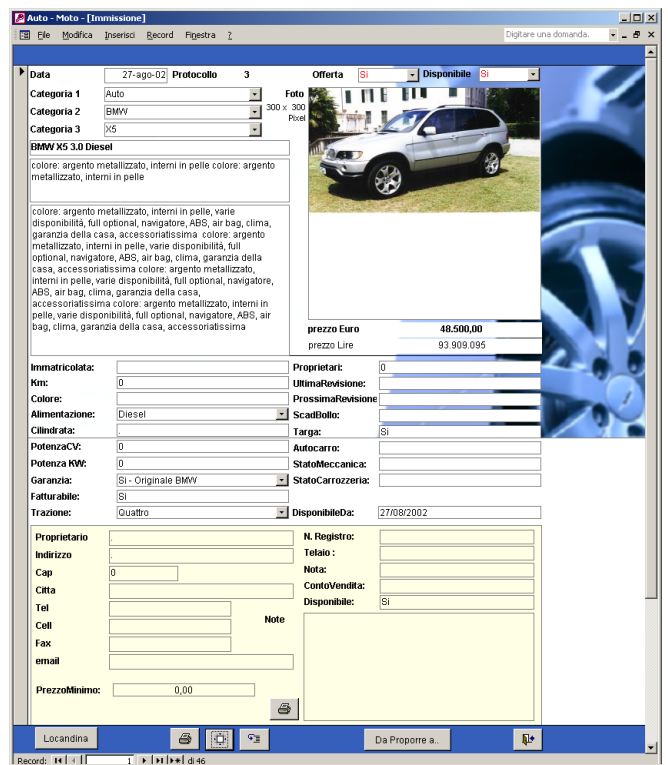 Auto - Moto - [Immissione]
File Modifica Inserisci Record Finestra ? Digitare una domanda.
Data 27-ago-02 Protocollo 3 Offerta Si Disponibile Si
Categoria 1 Auto Foto
Categoria 2 BMW 300 x 300
Pixel
Categoria 3 X5
BMW X5 3.0 Diesel
colore: argento metallizzato, interni in pelle colore: argento
metallizzato, interni in pelle
colore: argento metallizzato, interni in pelle, varie
disponibilità, full optional, navigatore, ABS, air bag, clima,
garanzia della casa, accessoriatissima colore: argento
metallizzato, interni in pelle, varie disponibilità, full
optional, navigatore, ABS, air bag, clima, garanzia della
casa, accessoriatissima colore: argento metallizzato,
interni in pelle, varie disponibilità, full optional, navigatore,
ABS, air bag, clima, garanzia della casa,
accessoriatissima colore: argento metallizzato, interni in
pelle, varie disponibilità, full optional, navigatore, ABS, air
bag, clima, garanzia della casa, accessoriatissima
prezzo Euro 48.500,00
prezzo Lire 93.909.095
Immatricolata: Proprietari: 0
Km: 0 UltimaRevisione:
Colore: ProssimaRevisione
Alimentazione: Diesel ScadBollo:
Cilindrata: . Targa: Si
PotenzaCV: 0 Autocarro:
Potenza KW: 0 StatoMeccanica:
Garanzia: Si - Originale BMW StatoCarrozzeria:
Fatturabile: Si
Trazione: Quattro DisponibileDa: 27/08/2002
Proprietario . N. Registro:
Indirizzo . Telaio :
Cap 0 Nota:
Citta ContoVendita:
Tel Disponibile: Si
Cell Note
Fax
email
PrezzoMinimo: 0,00
Locandina Da Proporre a..
Record: 1 di 46